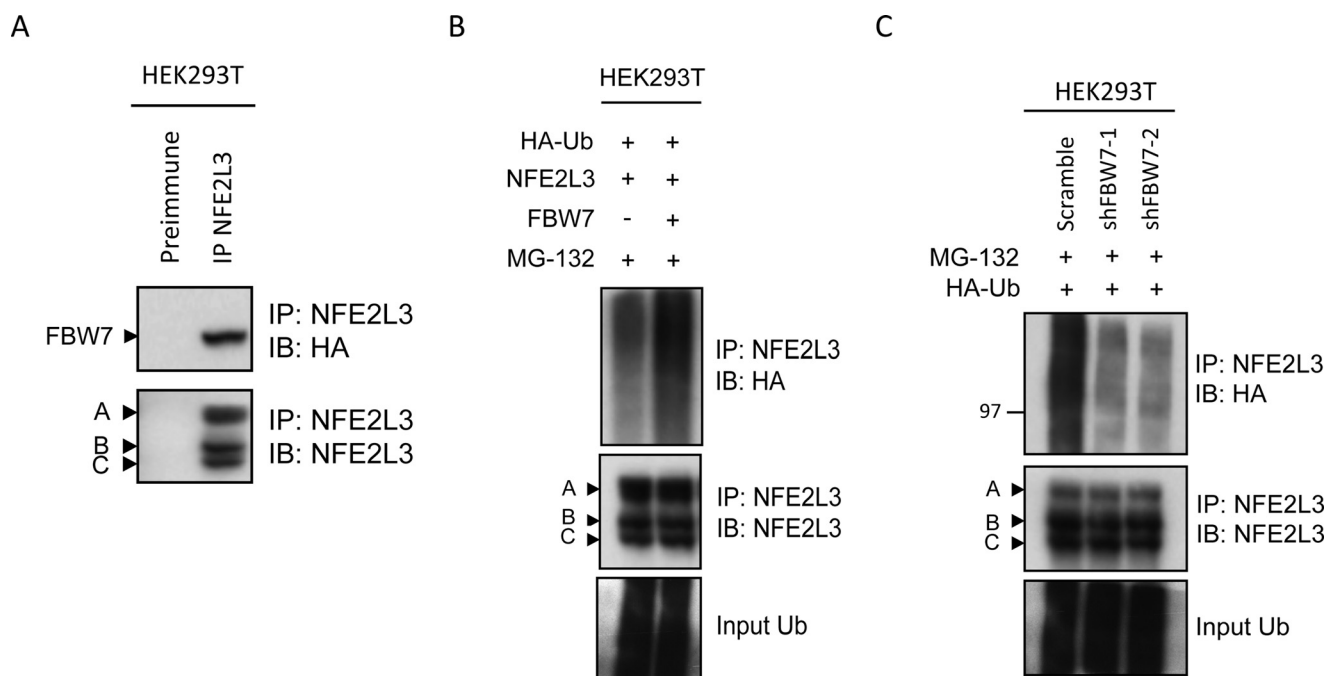 A
HEK293T
Preimmune
IP NFE2L3
FBW7
IP: NFE2L3
IB: HA
A
B
C
IP: NFE2L3
IB: NFE2L3
B
HEK293T
HA-Ub + +
NFE2L3 + +
FBW7 - +
MG-132 + +
IP: NFE2L3
IB: HA
A
B
C
IP: NFE2L3
IB: NFE2L3
Input Ub
C
HEK293T
Scramble
shFBW7-1
shFBW7-2
MG-132 + + +
HA-Ub + + +
97
IP: NFE2L3
IB: HA
A
B
C
IP: NFE2L3
IB: NFE2L3
Input Ub